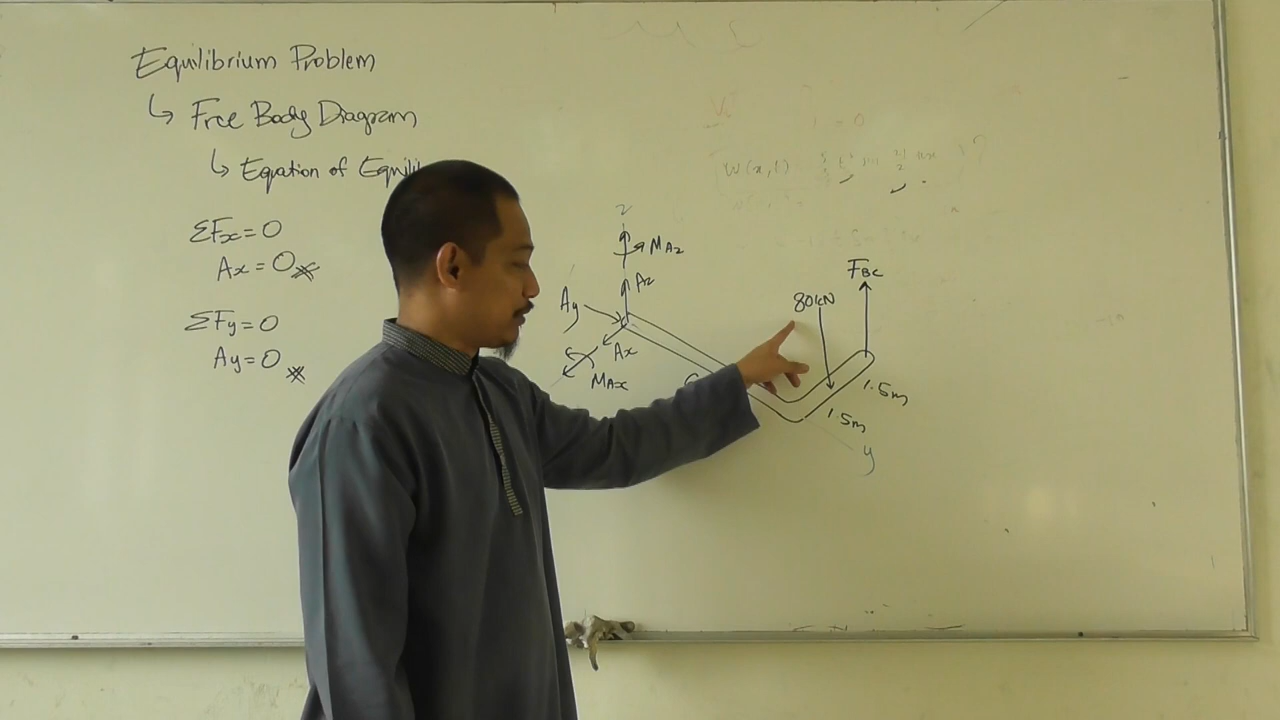 Equilibrium Problem
↳ Free Body Diagram
↳ Equation of Equili
ΣFx = 0
Ax = 0
ΣFy = 0
Ay = 0
z
MAz
Az
Ay
Ax
MAx
80kN
FBC
1.5m
1.5m
y
W(x,t)
= 0